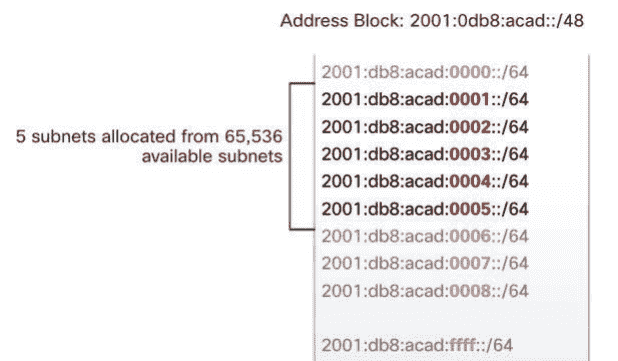 Address Block: 2001:0db8:acad::/48
2001:db8:acad:0000::/64
2001:db8:acad:0001::/64
2001:db8:acad:0002::/64
5 subnets allocated from 65,536
available subnets
2001:db8:acad:0003::/64
2001:db8:acad:0004::/64
2001:db8:acad:0005::/64
2001:db8:acad:0006::/64
2001:db8:acad:0007::/64
2001:db8:acad:0008::/64
2001:db8:acad:ffff::/64